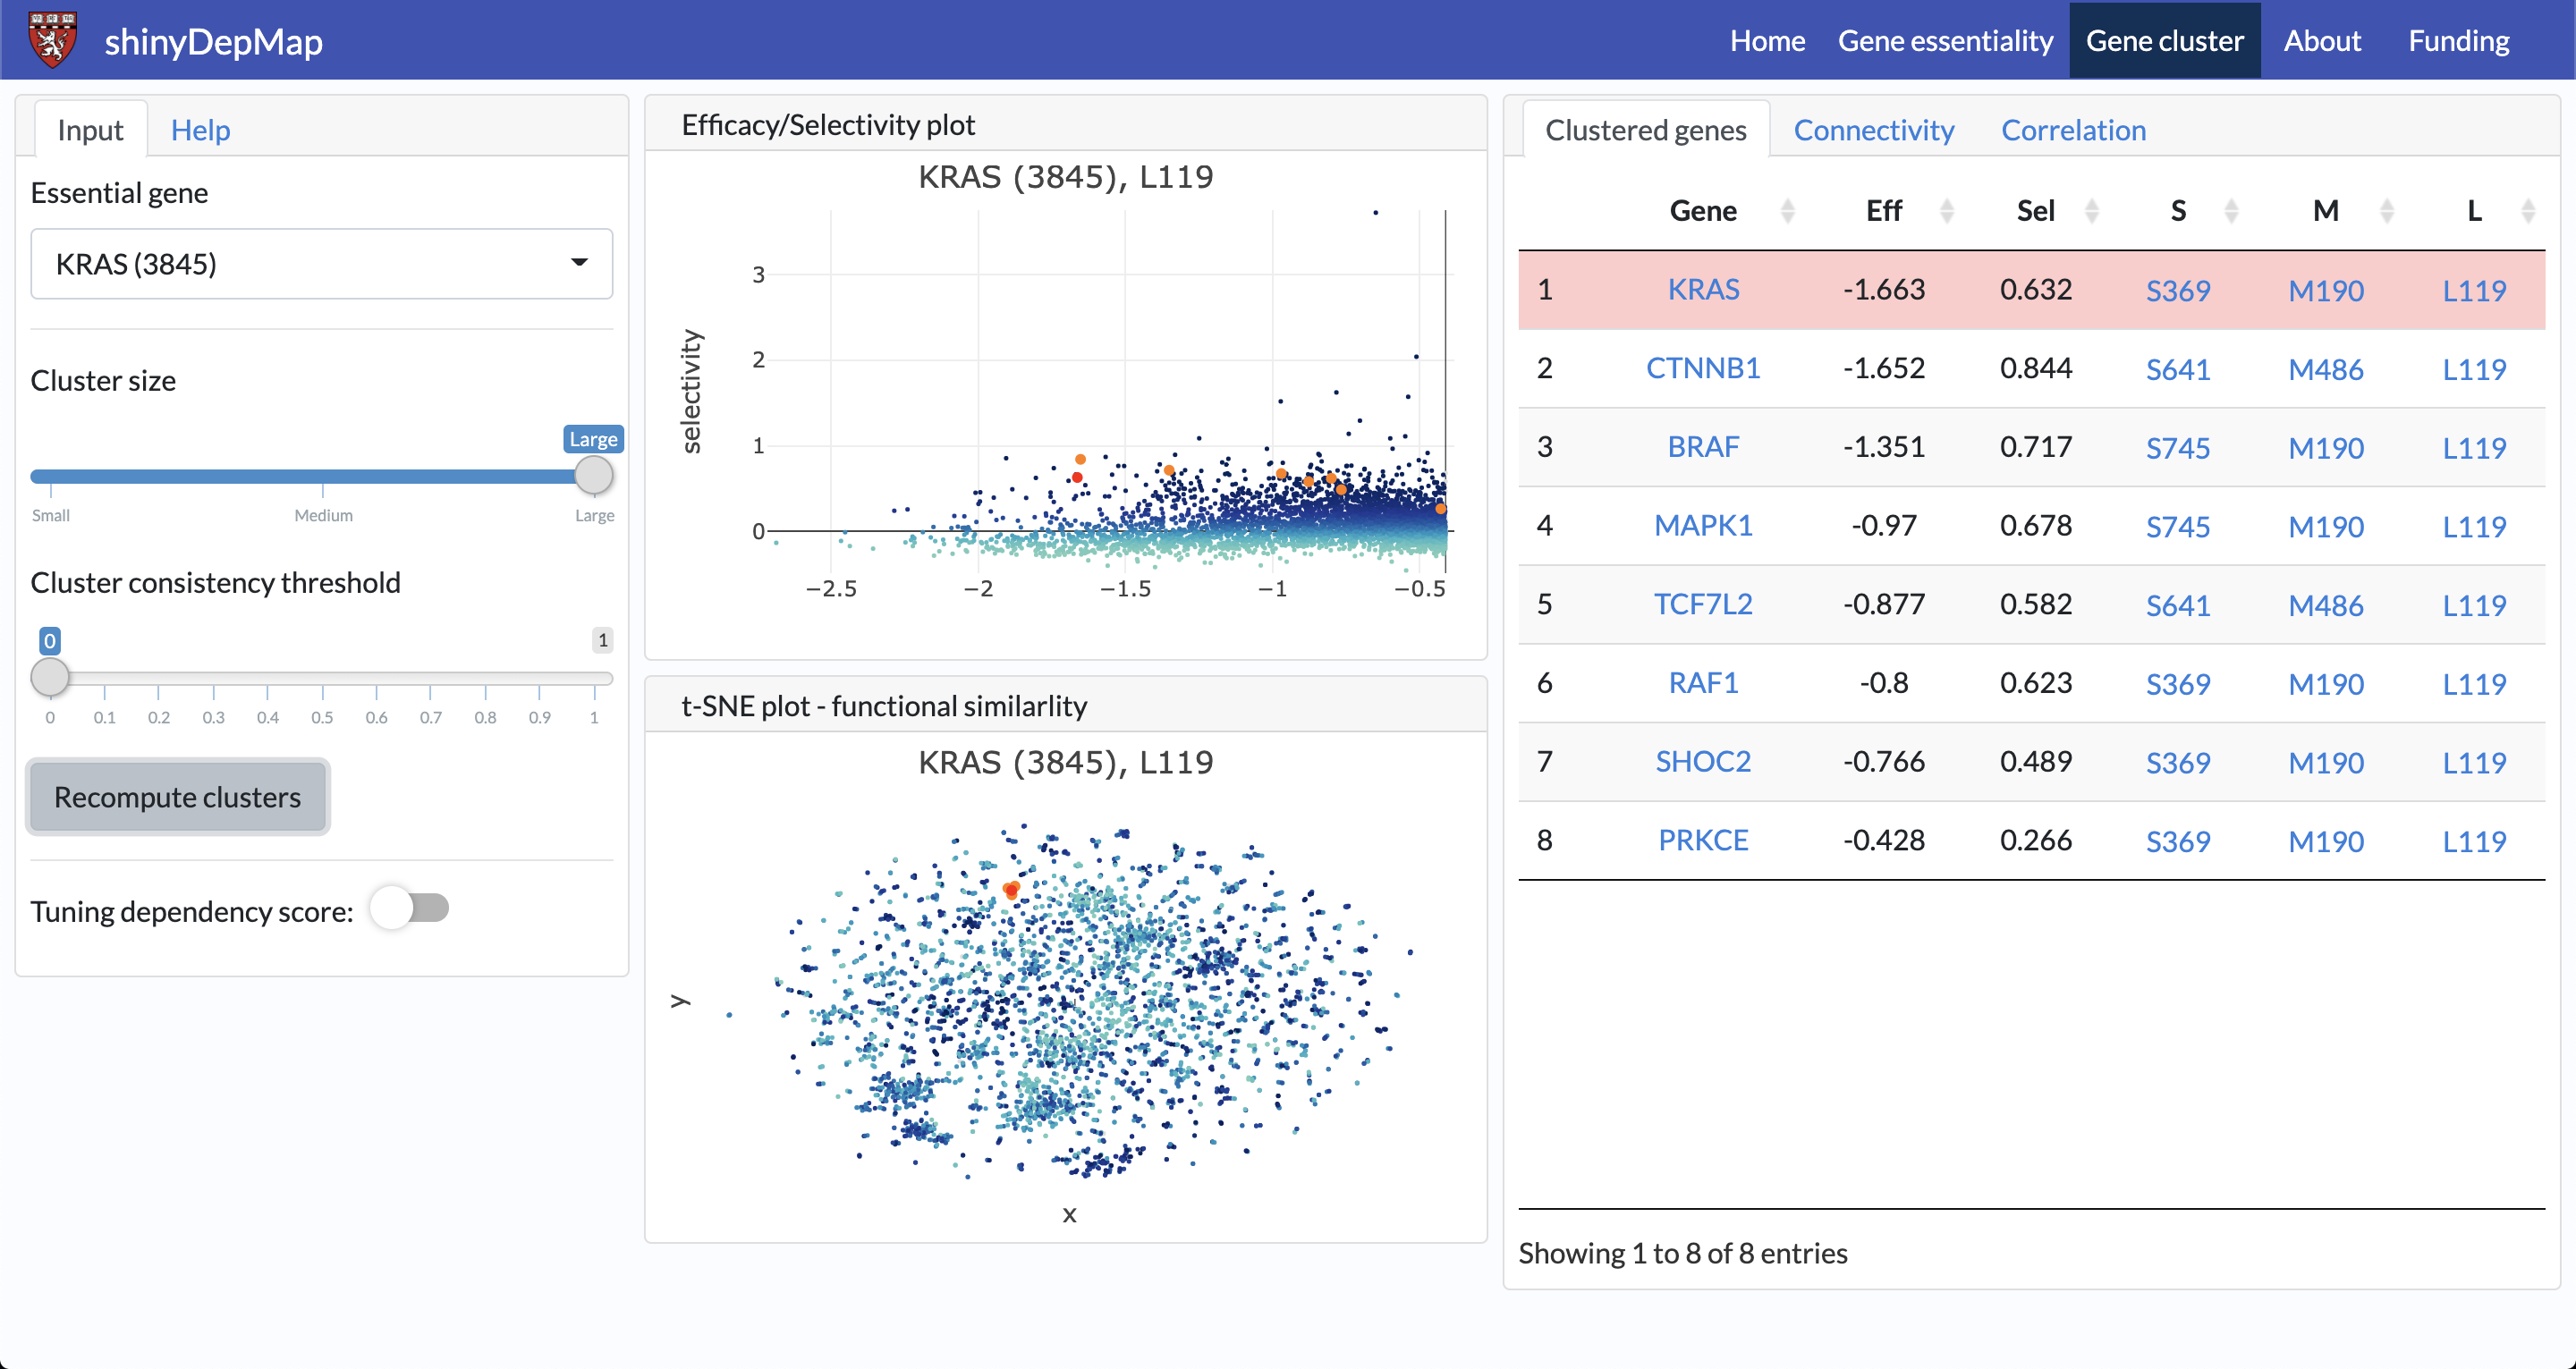 shinyDepMap
Home Gene essentiality Gene cluster About Funding
Input Help
Essential gene
KRAS (3845)
Cluster size
Large
Small Medium Large
Cluster consistency threshold
0 1
0 0.1 0.2 0.3 0.4 0.5 0.6 0.7 0.8 0.9 1
Recompute clusters
Tuning dependency score:
Efficacy/Selectivity plot
KRAS (3845), L119
selectivity
3
2
1
0
−2.5 −2 −1.5 −1 −0.5
t-SNE plot - functional similarlity
KRAS (3845), L119
y
x
Clustered genes Connectivity Correlation
Gene Eff Sel S M L
1 KRAS -1.663 0.632 S369 M190 L119
2 CTNNB1 -1.652 0.844 S641 M486 L119
3 BRAF -1.351 0.717 S745 M190 L119
4 MAPK1 -0.97 0.678 S745 M190 L119
5 TCF7L2 -0.877 0.582 S641 M486 L119
6 RAF1 -0.8 0.623 S369 M190 L119
7 SHOC2 -0.766 0.489 S369 M190 L119
8 PRKCE -0.428 0.266 S369 M190 L119
Showing 1 to 8 of 8 entries